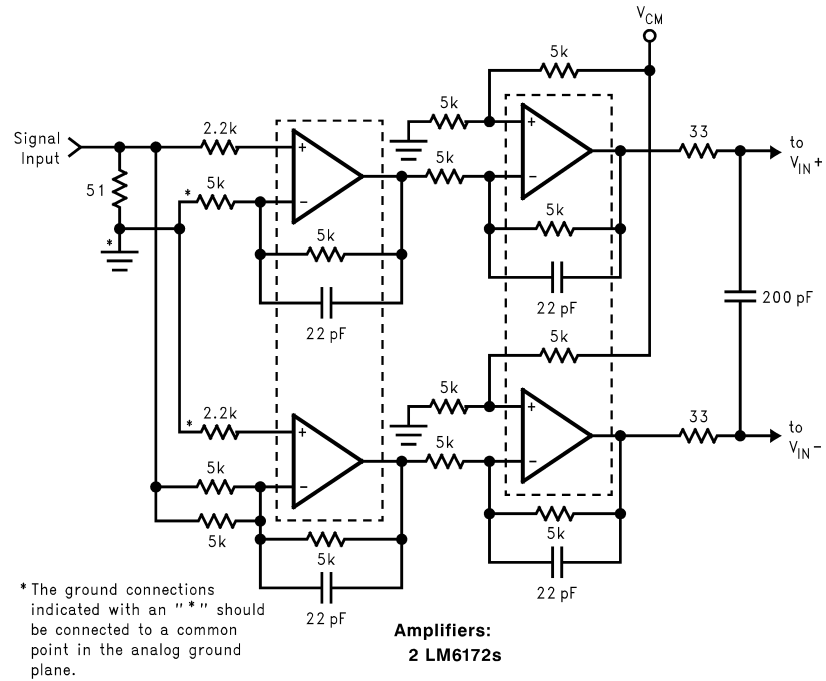 V_CM
5k
5k
+
33
to
V_IN+
Signal
Input
2.2k
+
5k
−
51
*
5k
−
*
5k
5k
22 pF
22 pF
200 pF
5k
5k
+
33
to
V_IN−
*
2.2k
+
5k
−
5k
−
5k
5k
5k
22 pF
22 pF
* The ground connections
indicated with an "*" should
be connected to a common
point in the analog ground
plane.
Amplifiers:
2 LM6172s